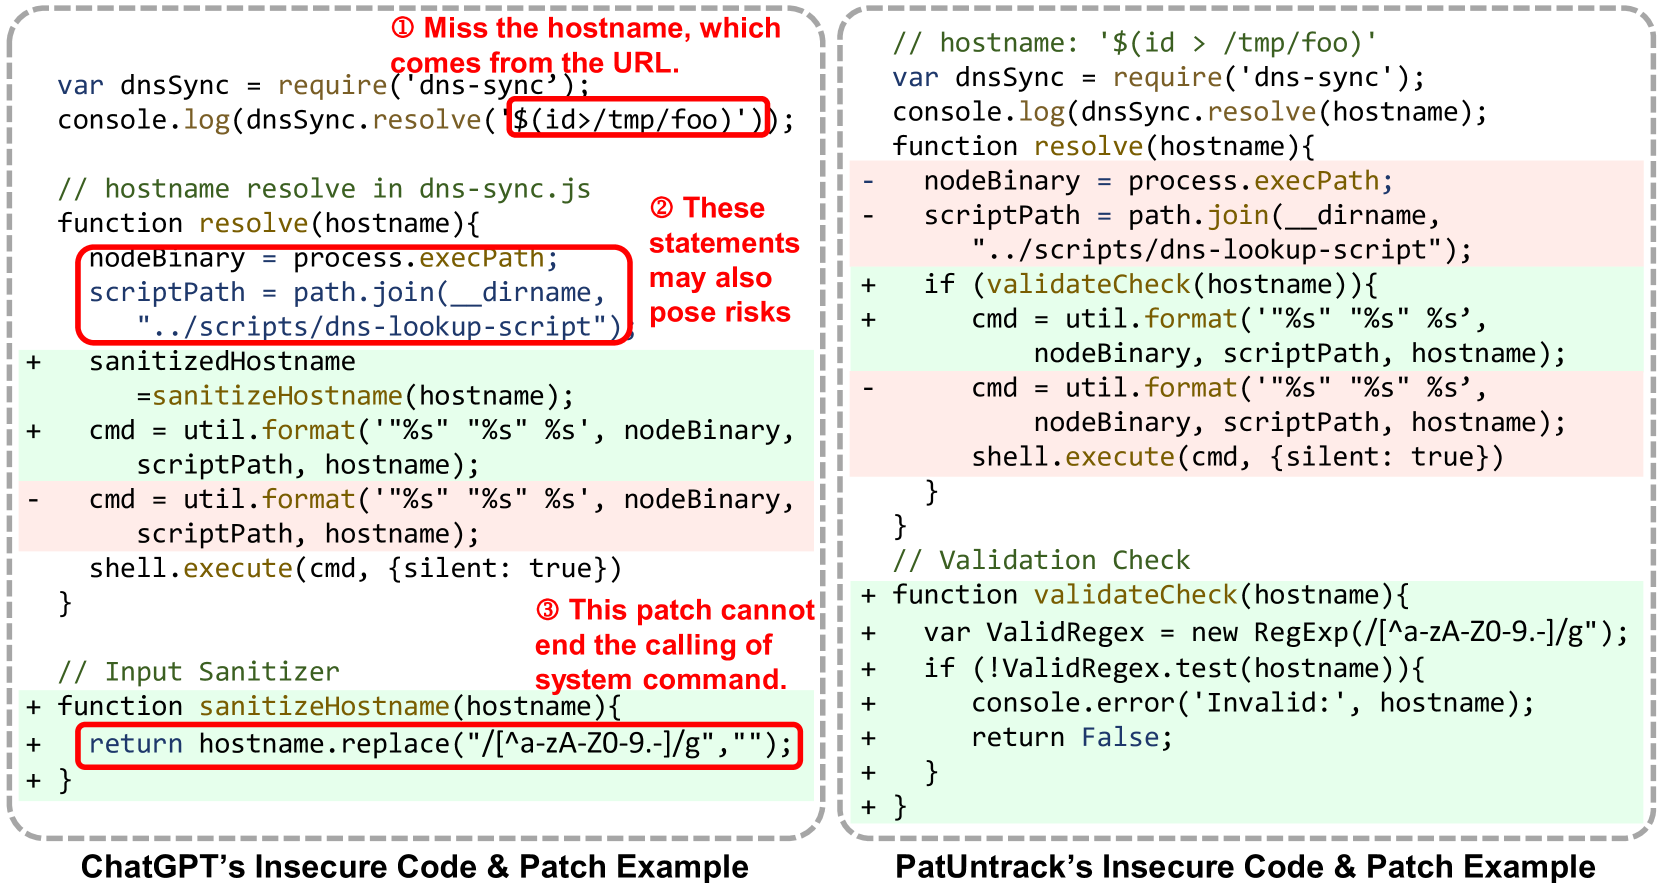 ① Miss the hostname, which
comes from the URL.
var dnsSync = require('dns-sync’);
console.log(dnsSync.resolve('$(id>/tmp/foo)'));
// hostname resolve in dns-sync.js
function resolve(hostname){
nodeBinary = process.execPath;
scriptPath = path.join(__dirname,
"../scripts/dns-lookup-script");
② These
statements
may also
pose risks
+ sanitizedHostname
=sanitizeHostname(hostname);
+ cmd = util.format('"%s" "%s" %s', nodeBinary,
scriptPath, hostname);
- cmd = util.format('"%s" "%s" %s', nodeBinary,
scriptPath, hostname);
shell.execute(cmd, {silent: true})
}
③ This patch cannot
end the calling of
system command.
// Input Sanitizer
+ function sanitizeHostname(hostname){
+ return hostname.replace("/[^a-zA-Z0-9.-]/g","");
+ }
ChatGPT’s Insecure Code & Patch Example
// hostname: '$(id > /tmp/foo)'
var dnsSync = require('dns-sync');
console.log(dnsSync.resolve(hostname);
function resolve(hostname){
- nodeBinary = process.execPath;
- scriptPath = path.join(__dirname,
"../scripts/dns-lookup-script");
+ if (validateCheck(hostname)){
+ cmd = util.format('"%s" "%s" %s’,
nodeBinary, scriptPath, hostname);
- cmd = util.format('"%s" "%s" %s’,
nodeBinary, scriptPath, hostname);
shell.execute(cmd, {silent: true})
}
}
// Validation Check
+ function validateCheck(hostname){
+ var ValidRegex = new RegExp(/[^a-zA-Z0-9.-]/g");
+ if (!ValidRegex.test(hostname)){
+ console.error('Invalid:', hostname);
+ return False;
+ }
+ }
PatUntrack’s Insecure Code & Patch Example